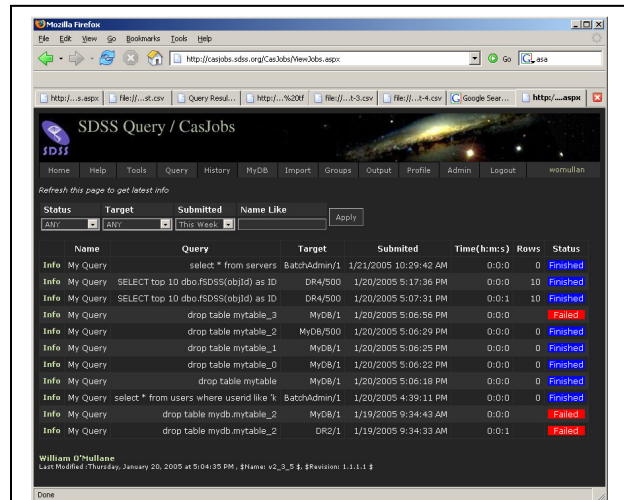 Mozilla Firefox
File Edit View Go Bookmarks Tools Help
http://casjobs.sdss.org/CasJobs/ViewJobs.aspx Go asa
http:/...s.aspx file://...st.csv Query Resul... http:/...%20tf file://...t-3.csv file://...t-4.csv Google Sear... http:/....aspx
SDSS Query / CasJobs
SDSS
Home Help Tools Query History MyDB Import Groups Output Profile Admin Logout womullan
Refresh this page to get latest info
Status Target Submitted Name Like
ANY ANY This Week Apply
Name Query Target Submited Time(h:m:s) Rows Status
Info My Query select * from servers BatchAdmin/1 1/21/2005 10:29:42 AM 0:0:0 0 Finished
Info My Query SELECT top 10 dbo.fSDSS(objId) as ID DR4/500 1/20/2005 5:17:36 PM 0:0:0 10 Finished
Info My Query SELECT top 10 dbo.fSDSS(objId) as ID DR4/500 1/20/2005 5:07:31 PM 0:0:1 10 Finished
Info My Query drop table mytable_3 MyDB/1 1/20/2005 5:06:56 PM 0:0:0 Failed
Info My Query drop table mytable_2 MyDB/500 1/20/2005 5:06:29 PM 0:0:0 0 Finished
Info My Query drop table mytable_1 MyDB/1 1/20/2005 5:06:25 PM 0:0:0 0 Finished
Info My Query drop table mytable_0 MyDB/1 1/20/2005 5:06:22 PM 0:0:0 0 Finished
Info My Query drop table mytable MyDB/1 1/20/2005 5:06:18 PM 0:0:0 0 Finished
Info My Query select * from users where userid like 'k BatchAdmin/1 1/20/2005 4:39:11 PM 0:0:0 0 Finished
Info My Query drop table mydb.mytable_2 MyDB/1 1/19/2005 9:34:43 AM 0:0:0 Failed
Info My Query drop table mydb.mytable_2 DR2/1 1/19/2005 9:34:33 AM 0:0:1 Failed
William O'Mullane
Last Modified :Thursday, January 20, 2005 at 5:04:35 PM , $Name: v2_3_5 $, $Revision: 1.1.1.1 $
Done